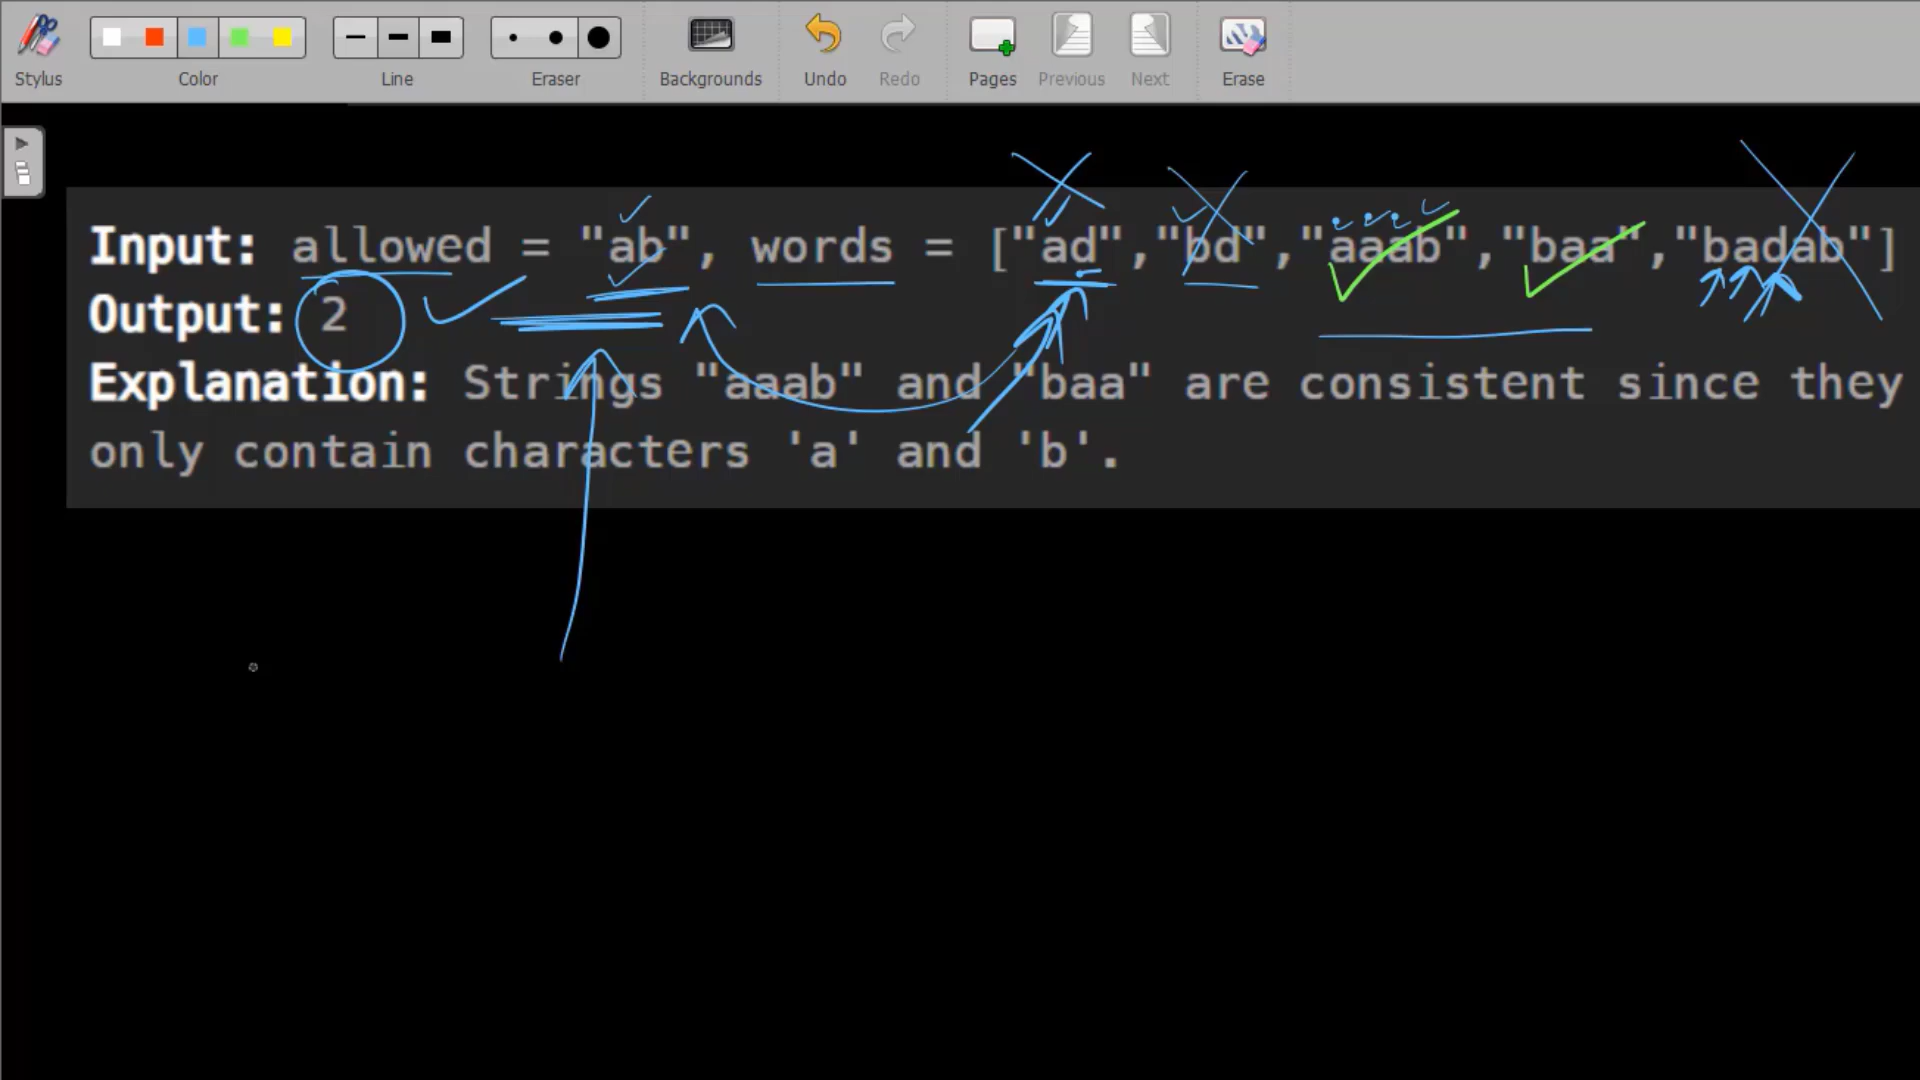 Stylus Color Line Eraser Backgrounds Undo Redo Pages Previous Next Erase
Input: allowed = "ab", words = ["ad","bd","aaab","baa","badab"]
Output: 2
Explanation: Strings "aaab" and "baa" are consistent since they
only contain characters 'a' and 'b'.